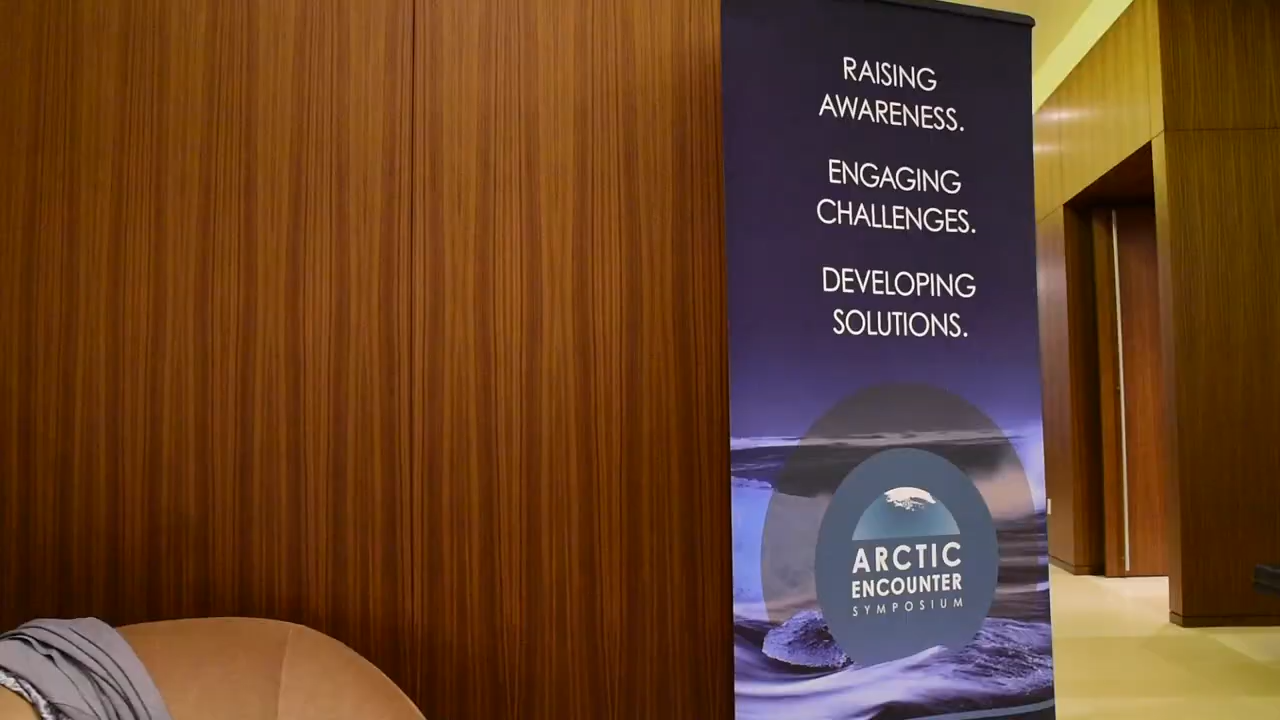 RAISING
AWARENESS.
ENGAGING
CHALLENGES.
DEVELOPING
SOLUTIONS.
ARCTIC
ENCOUNTER
SYMPOSIUM